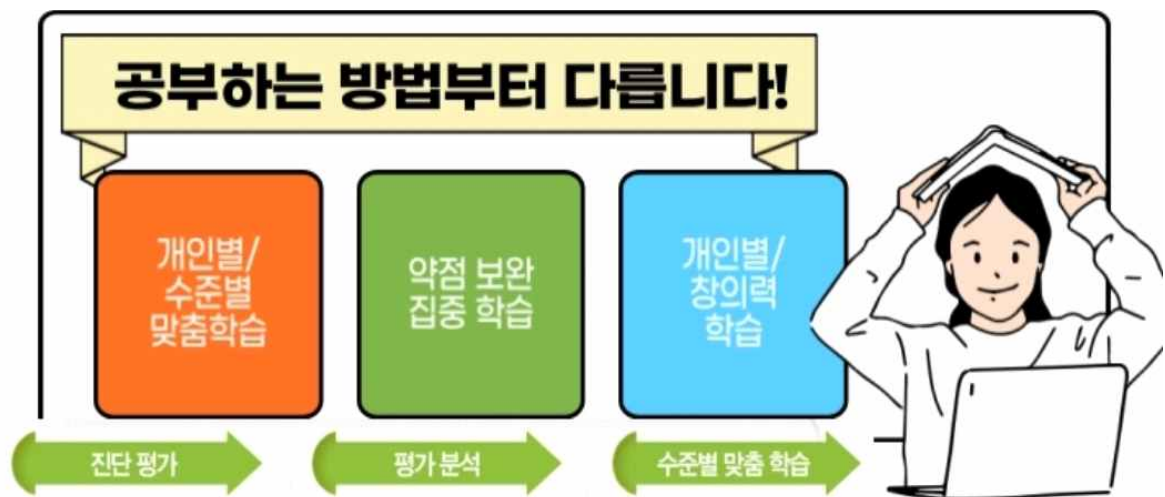 공부하는 방법부터 다릅니다!
개인별/
수준별
맞춤학습
약점 보완
집중 학습
개인별/
창의력
학습
진단 평가
평가 분석
수준별 맞춤 학습